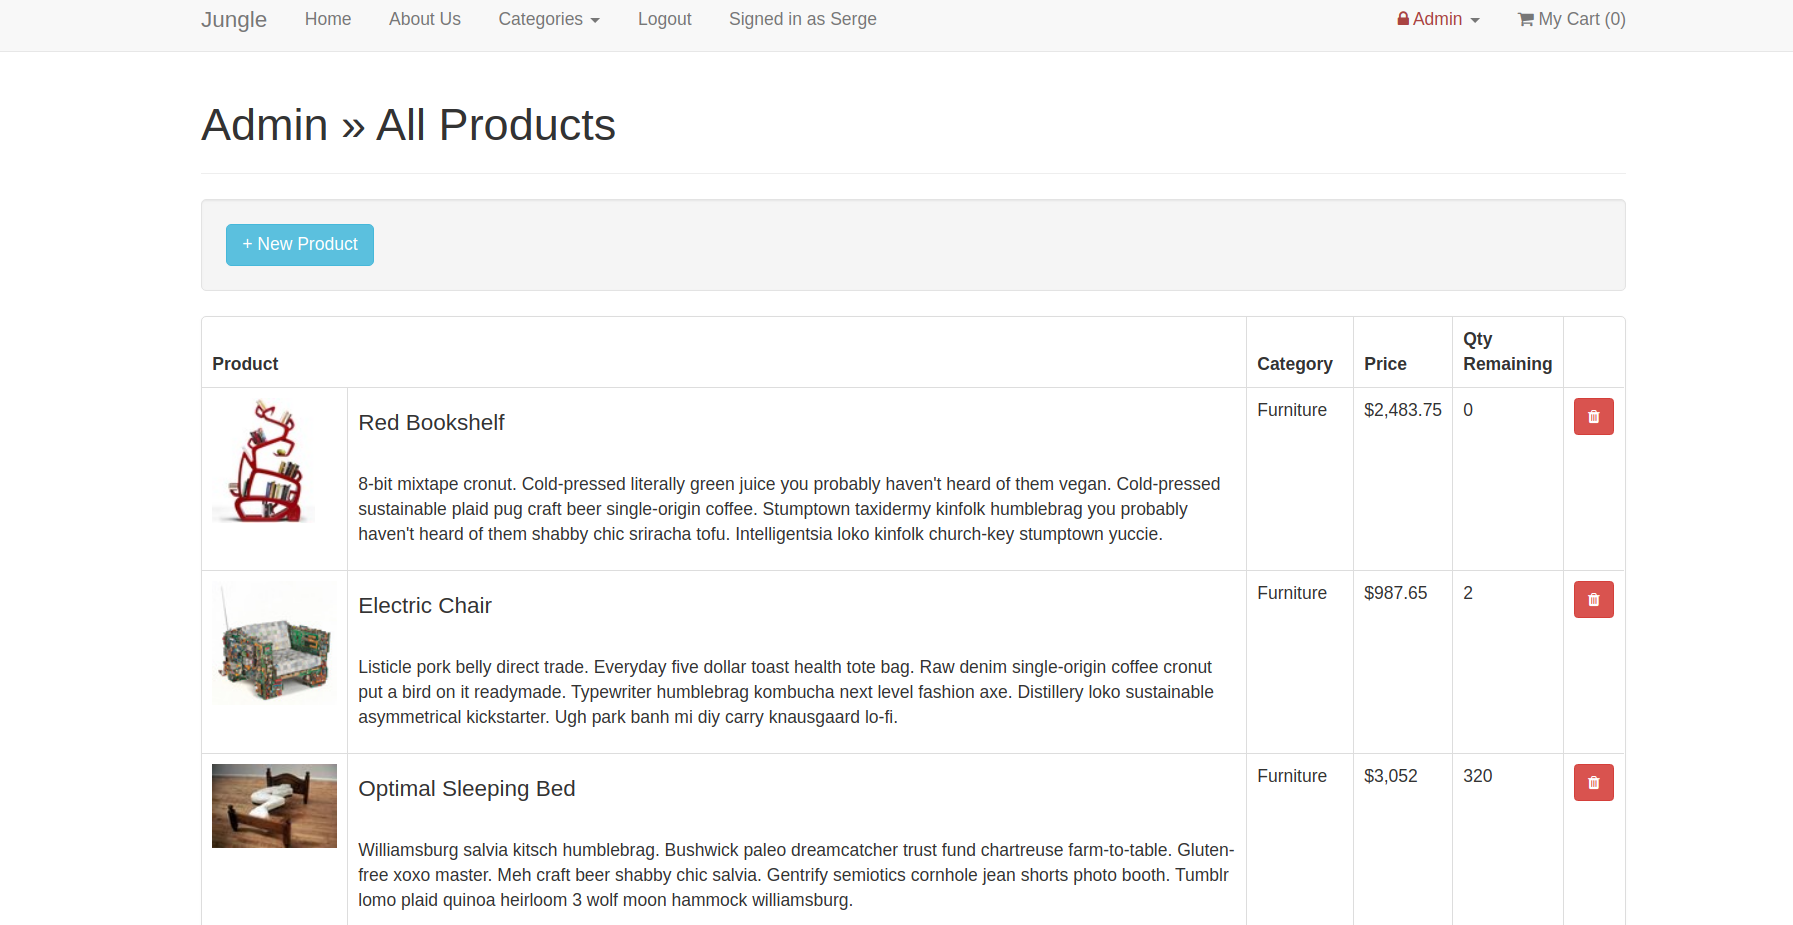 Jungle Home About Us Categories Logout Signed in as Serge Admin My Cart (0)
Admin » All Products
+ New Product
Product Category Price Qty Remaining
Red Bookshelf Furniture $2,483.75 0
8-bit mixtape cronut. Cold-pressed literally green juice you probably haven't heard of them vegan. Cold-pressed
sustainable plaid pug craft beer single-origin coffee. Stumptown taxidermy kinfolk humblebrag you probably
haven't heard of them shabby chic sriracha tofu. Intelligentsia loko kinfolk church-key stumptown yuccie.
Electric Chair Furniture $987.65 2
Listicle pork belly direct trade. Everyday five dollar toast health tote bag. Raw denim single-origin coffee cronut
put a bird on it readymade. Typewriter humblebrag kombucha next level fashion axe. Distillery loko sustainable
asymmetrical kickstarter. Ugh park banh mi diy carry knausgaard lo-fi.
Optimal Sleeping Bed Furniture $3,052 320
Williamsburg salvia kitsch humblebrag. Bushwick paleo dreamcatcher trust fund chartreuse farm-to-table. Gluten-
free xoxo master. Meh craft beer shabby chic salvia. Gentrify semiotics cornhole jean shorts photo booth. Tumblr
lomo plaid quinoa heirloom 3 wolf moon hammock williamsburg.